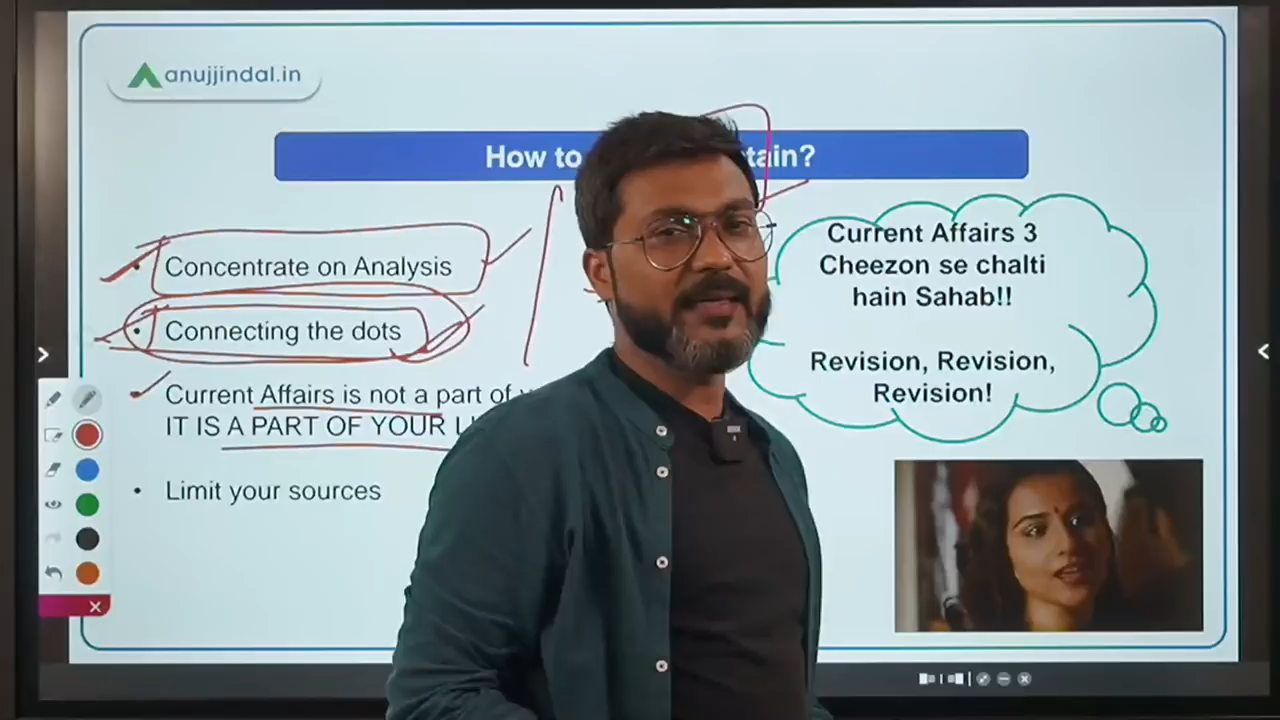 anujjindal.in
How to tain?
Concentrate on Analysis
Connecting the dots
Current Affairs is not a part of
IT IS A PART OF YOUR
Limit your sources
Current Affairs 3
Cheezon se chalti
hain Sahab!!
Revision, Revision,
Revision!